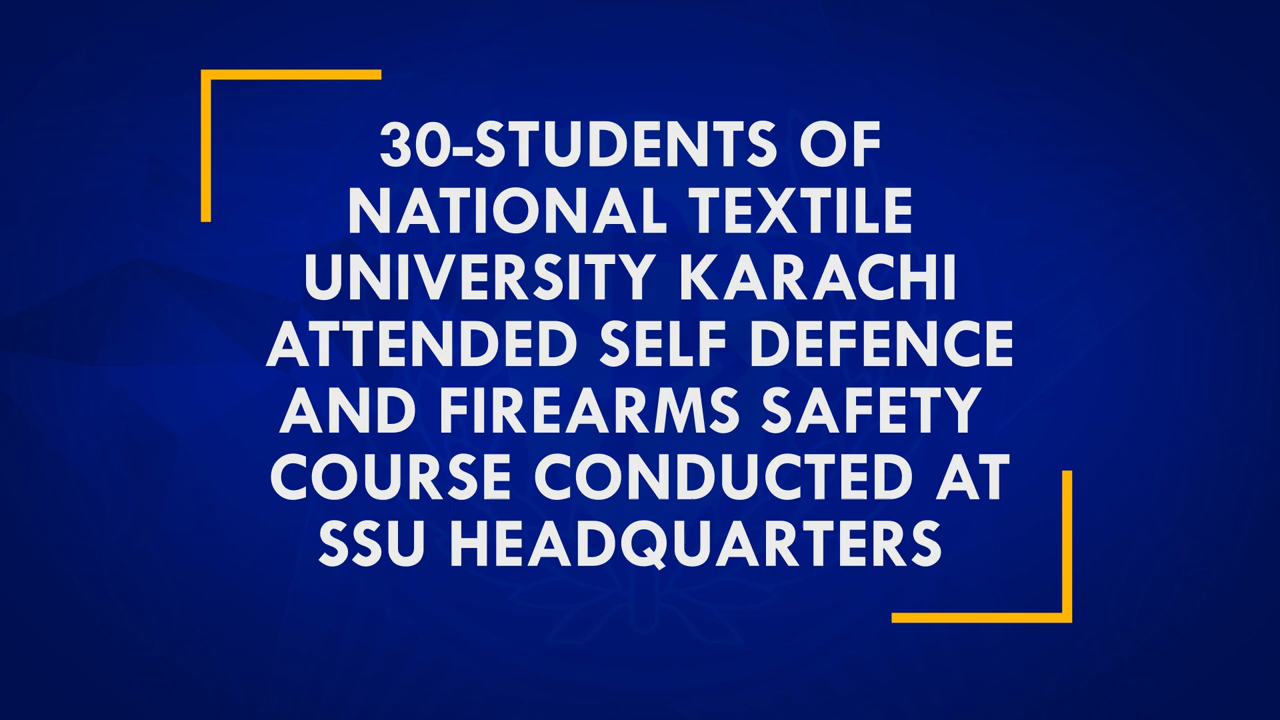 30-STUDENTS OF
NATIONAL TEXTILE
UNIVERSITY KARACHI
ATTENDED SELF DEFENCE
AND FIREARMS SAFETY
COURSE CONDUCTED AT
SSU HEADQUARTERS